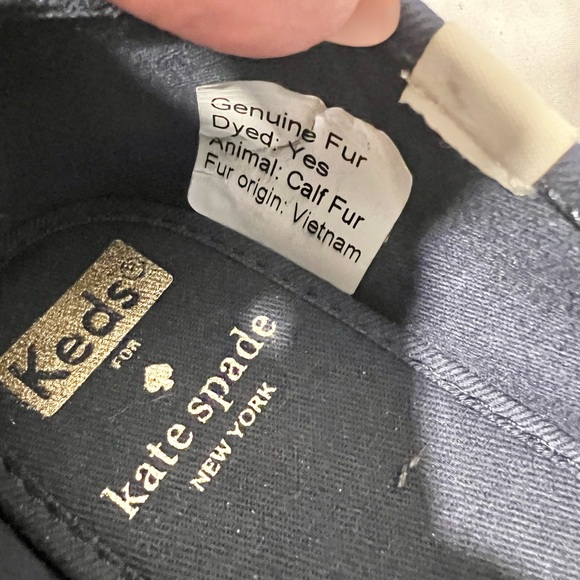 Genuine Fur
Dyed: Yes
Animal: Calf Fur
Fur origin: Vietnam
Keds®
FOR
kate spade
NEW YORK